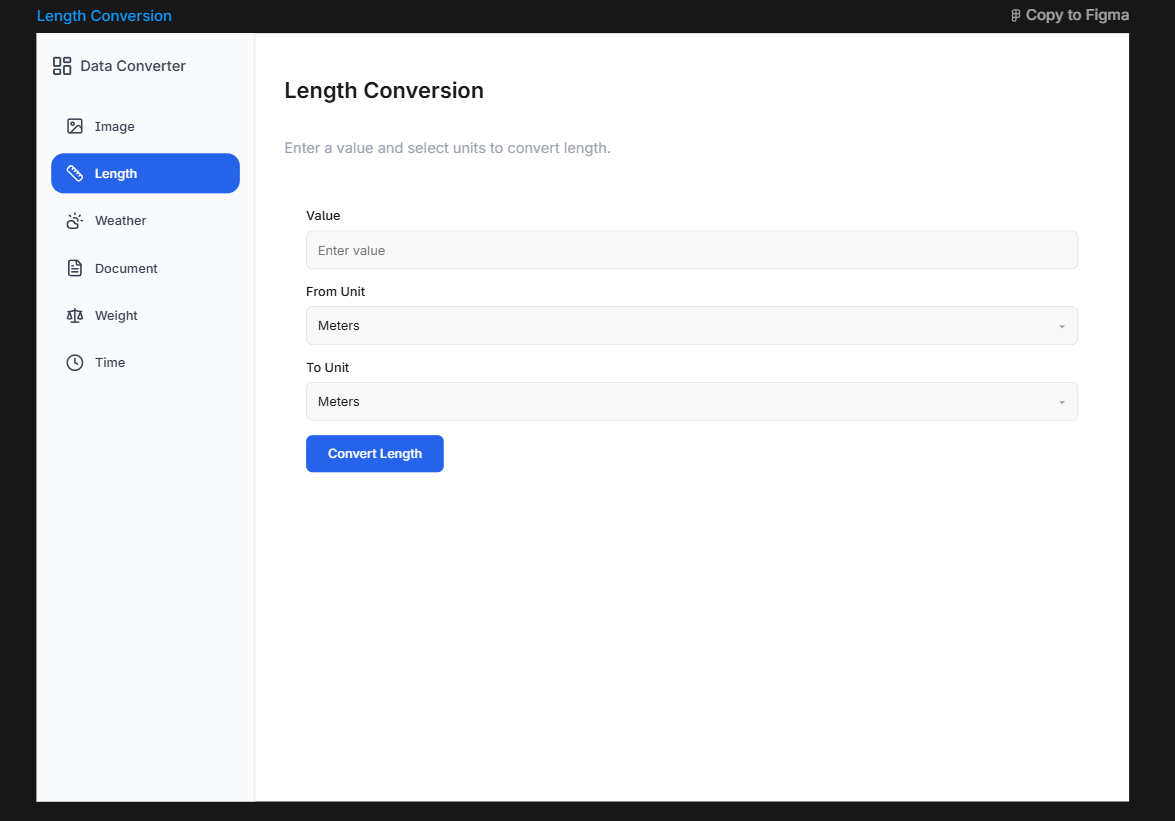 Length Conversion
Copy to Figma
Data Converter
Image
Length
Weather
Document
Weight
Time
Length Conversion
Enter a value and select units to convert length.
Value
Enter value
From Unit
Meters
To Unit
Meters
Convert Length